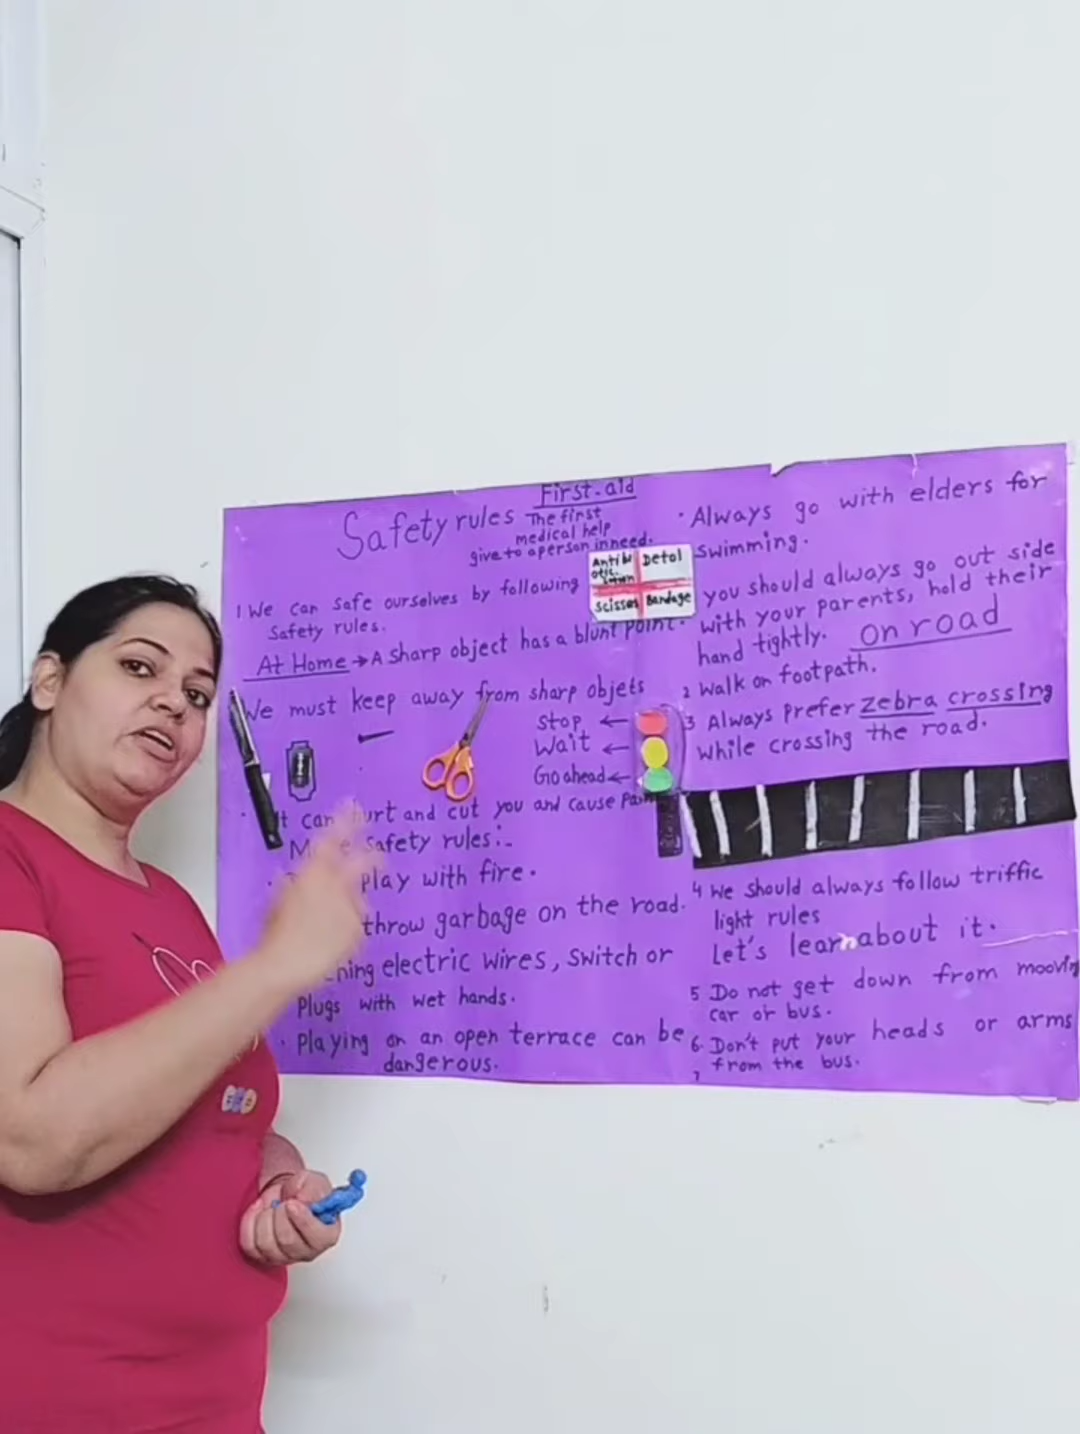 First-aid
Safety rules
The first
medical help
give to a person in need.
Antibi
otic
Detol
Scisses
Bandage
1. We can safe ourselves by following
Safety rules.
At Home → A sharp object has a blunt point.
We must keep away from sharp objets
Stop ←
Wait ←
Go ahead ←
It can hurt and cut you and cause pain
More Safety rules:-
play with fire.
throw garbage on the road.
electric wires, switch or
Plugs with wet hands.
· Playing on an open terrace can be
dangerous.
· Always go with elders for
swimming.
you should always go out side
with your parents, hold their
hand tightly.
On road
2 Walk on footpath.
3 Always prefer zebra crossing
while crossing the road.
4 We should always follow triffic
light rules
Let's learn about it.
5 Do not get down from mooving
car or bus.
6. Don't put your heads or arms
from the bus.
7